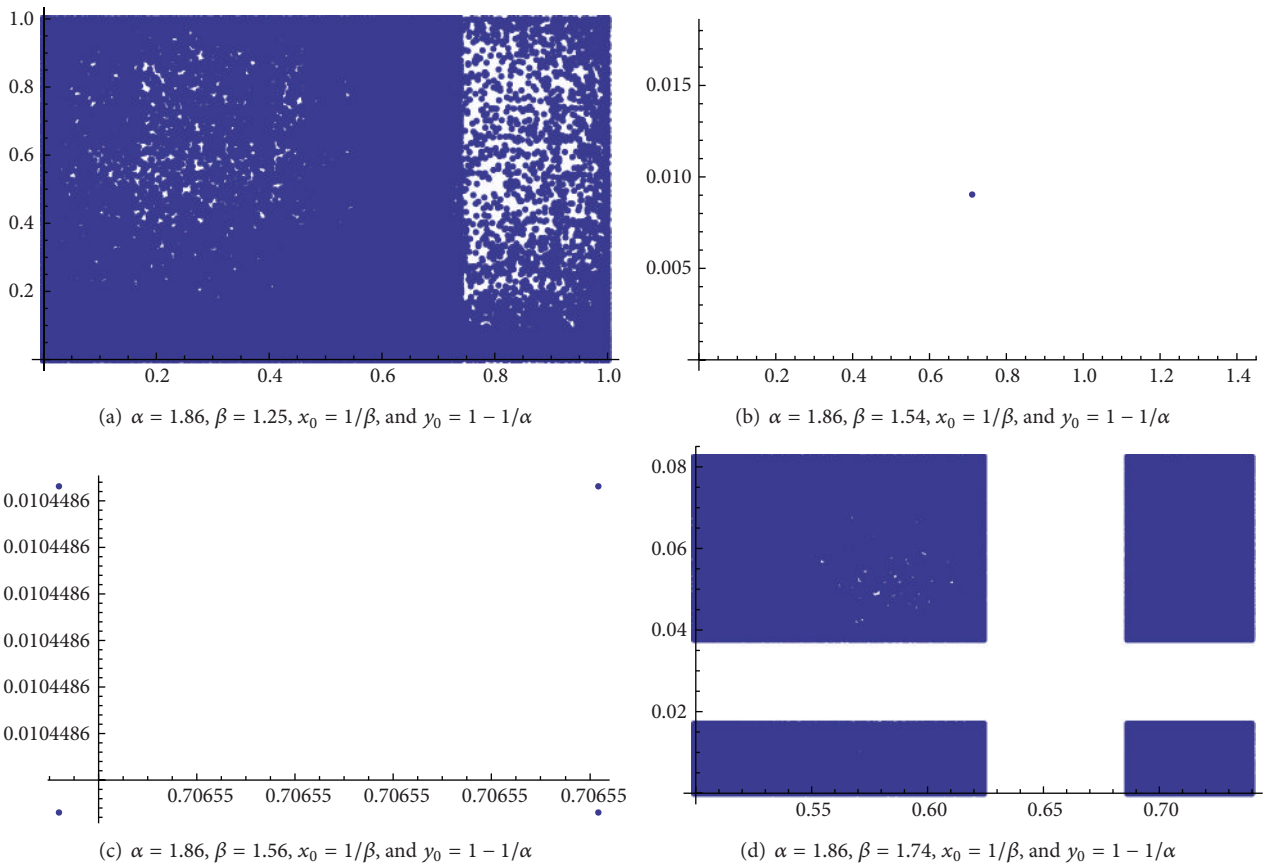 1.0
0.8
0.6
0.4
0.2
0.2 0.4 0.6 0.8 1.0
(a) α = 1.86, β = 1.25, x₀ = 1/β, and y₀ = 1 − 1/α
0.015
0.010
0.005
0.2 0.4 0.6 0.8 1.0 1.2 1.4
(b) α = 1.86, β = 1.54, x₀ = 1/β, and y₀ = 1 − 1/α
0.0104486
0.0104486
0.0104486
0.0104486
0.0104486
0.0104486
0.70655 0.70655 0.70655 0.70655 0.70655
(c) α = 1.86, β = 1.56, x₀ = 1/β, and y₀ = 1 − 1/α
0.08
0.06
0.04
0.02
0.55 0.60 0.65 0.70
(d) α = 1.86, β = 1.74, x₀ = 1/β, and y₀ = 1 − 1/α